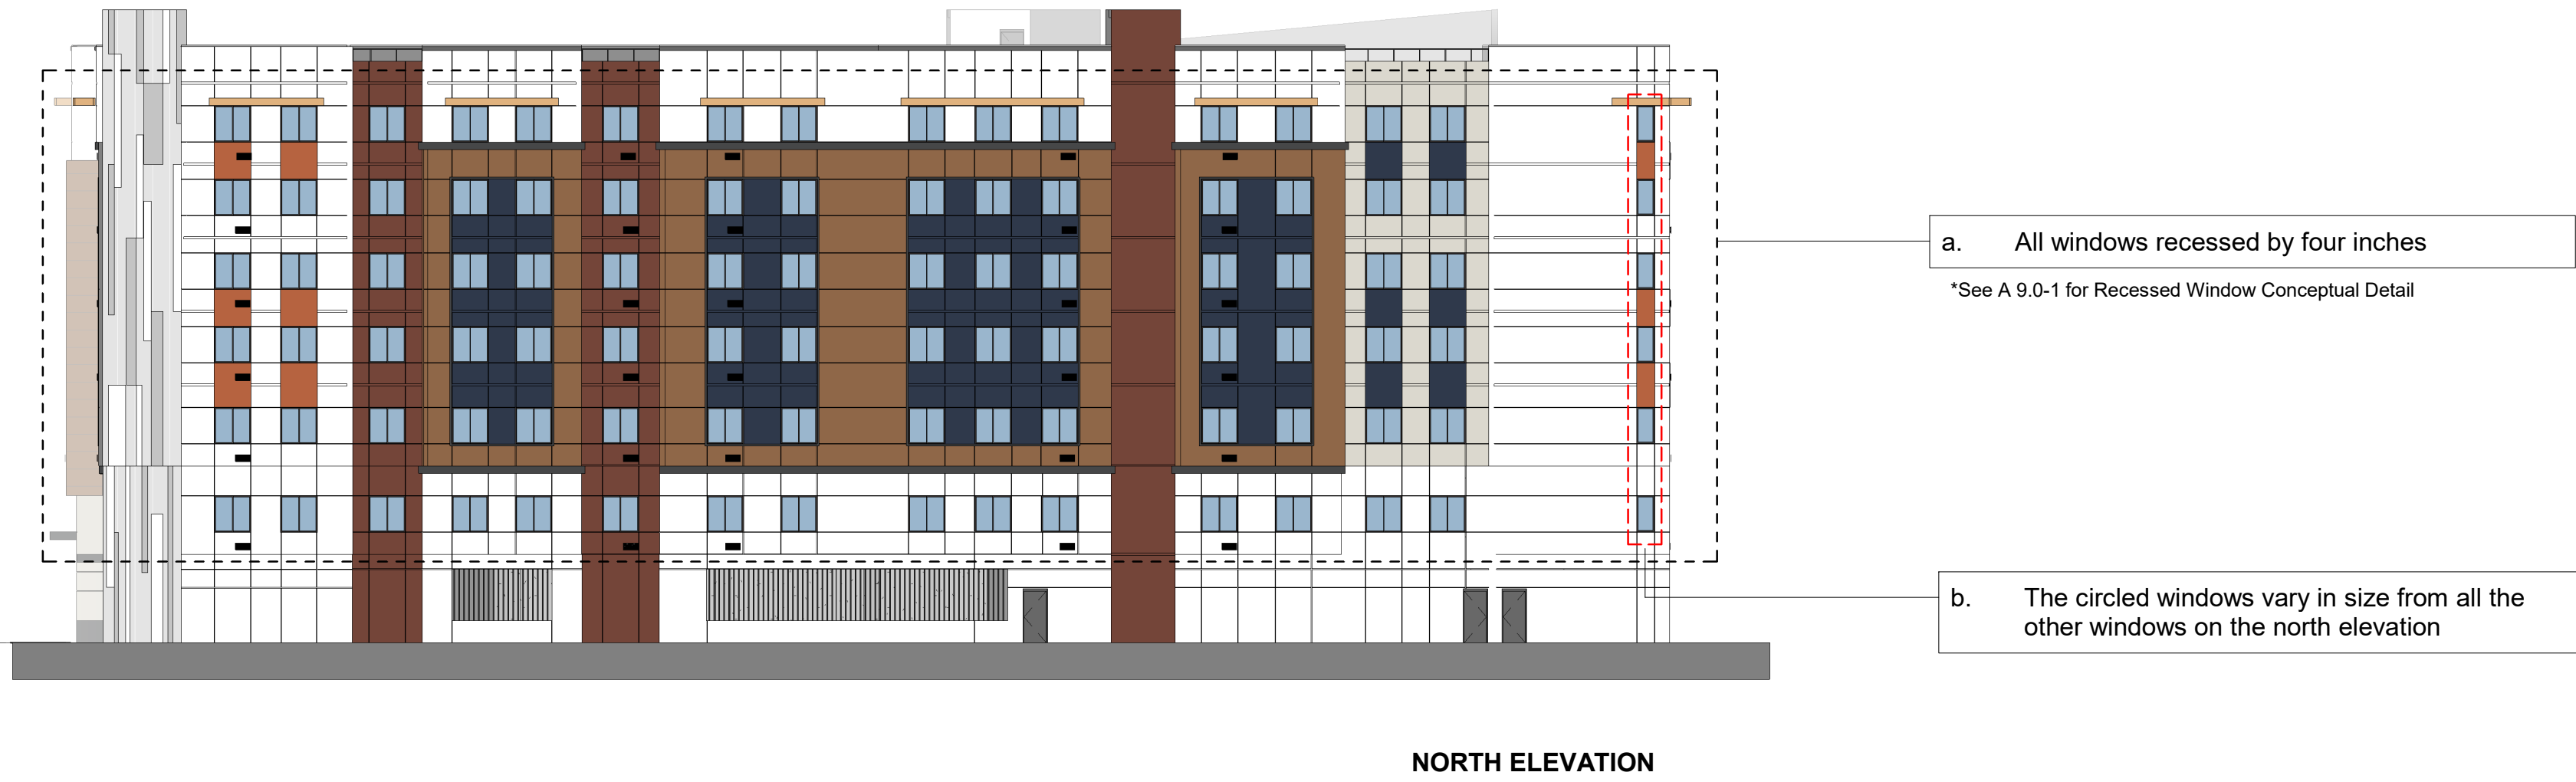 a. All windows recessed by four inches
*See A 9.0-1 for Recessed Window Conceptual Detail
b. The circled windows vary in size from all the
other windows on the north elevation
NORTH ELEVATION